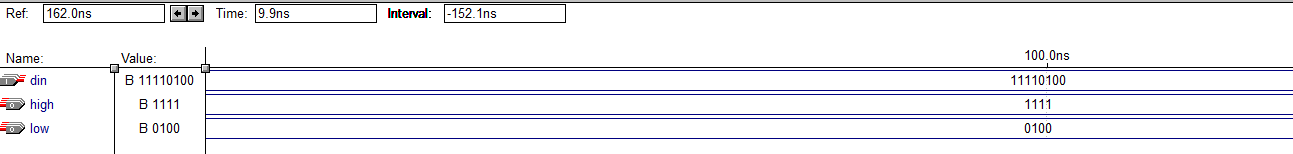 Ref: 162.0ns Time: 9.9ns Interval: -152.1ns
100.0ns
Name: Value:
I din B 11110100 11110100
O high B 1111 1111
O low B 0100 0100